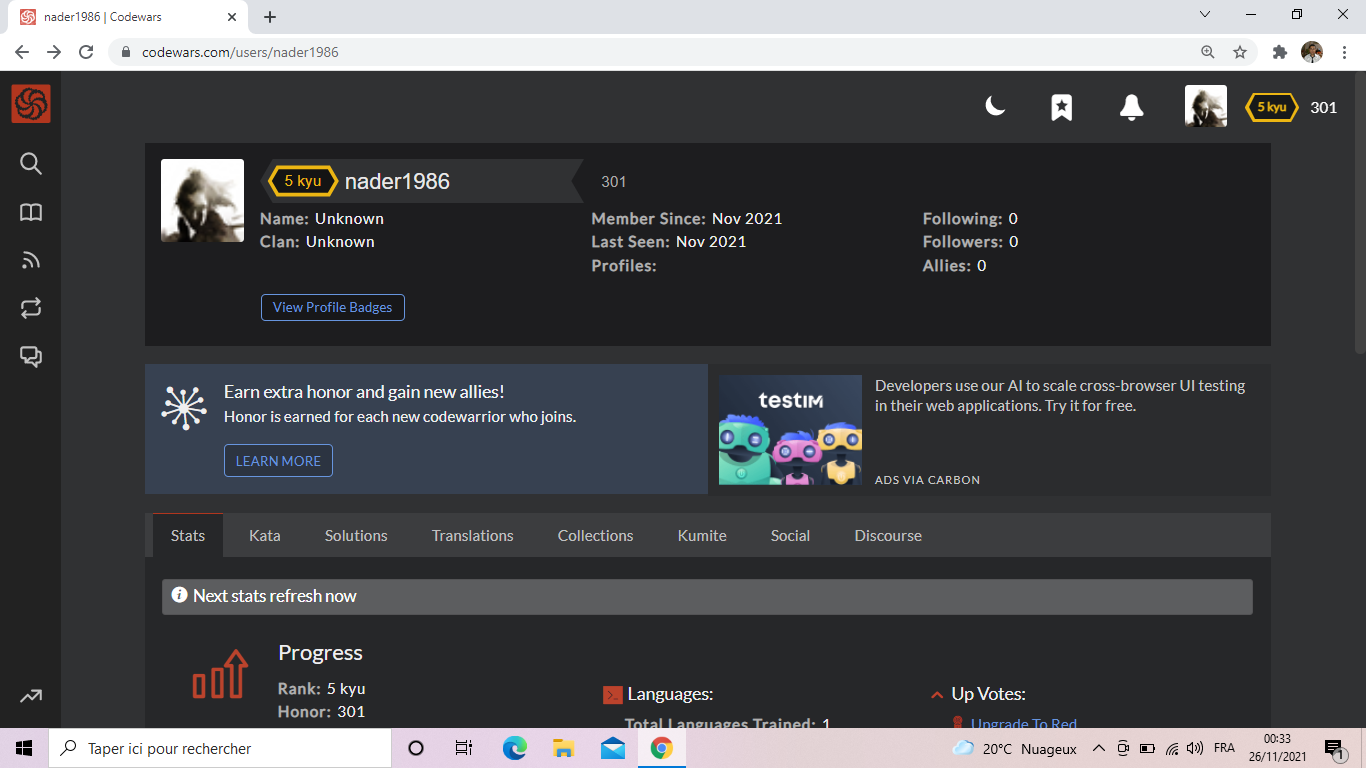 nader1986 | Codewars
codewars.com/users/nader1986
5 kyu 301
5 kyu nader1986 301
Name: Unknown
Clan: Unknown
Member Since: Nov 2021
Last Seen: Nov 2021
Profiles:
Following: 0
Followers: 0
Allies: 0
View Profile Badges
Earn extra honor and gain new allies!
Honor is earned for each new codewarrior who joins.
LEARN MORE
testim
Developers use our AI to scale cross-browser UI testing
in their web applications. Try it for free.
ADS VIA CARBON
Stats Kata Solutions Translations Collections Kumite Social Discourse
Next stats refresh now
Progress
Rank: 5 kyu
Honor: 301
Languages:
Total Languages Trained: 1
Up Votes:
Upgrade To Red
Taper ici pour rechercher
20°C Nuageux
FRA
00:33
26/11/2021
1